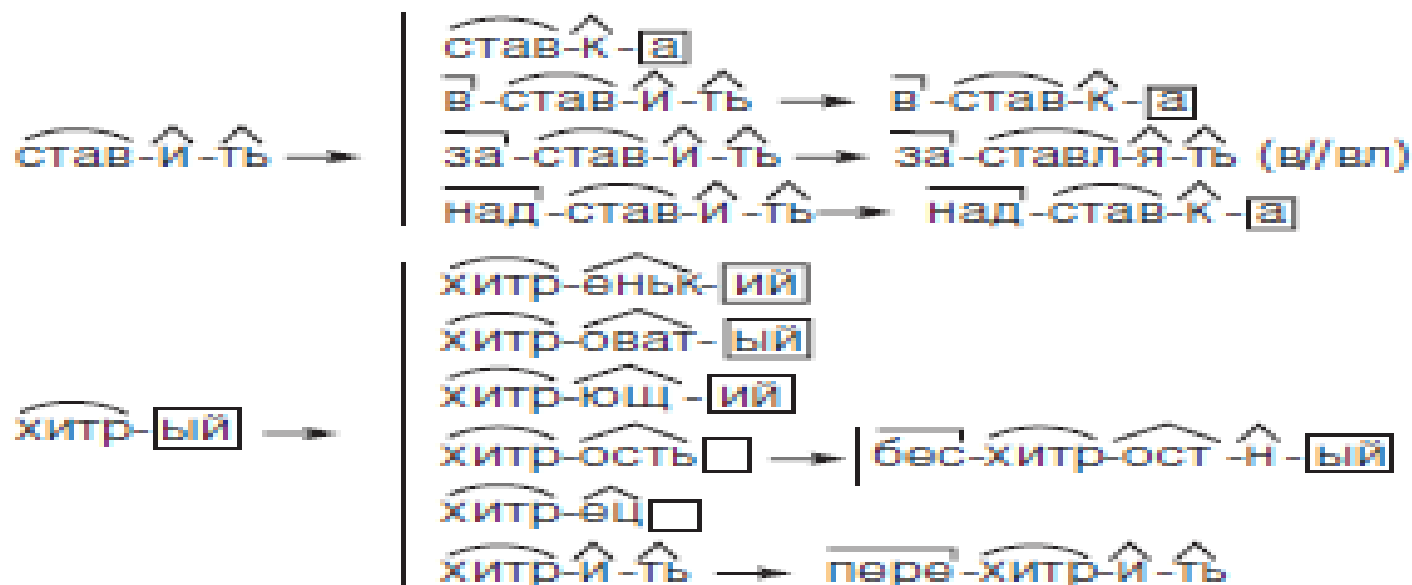 став-к-а
в-став-и-ть → в-став-к-а
став-и-ть → за-став-и-ть → за-ставл-я-ть (в//вл)
над-став-и-ть → над-став-к-а
хитр-еньк-ий
хитр-оват-ый
хитр-ющ-ий
хитр-ый → хитр-ость → бес-хитр-ост-н-ый
хитр-ец
хитр-и-ть → пере-хитр-и-ть